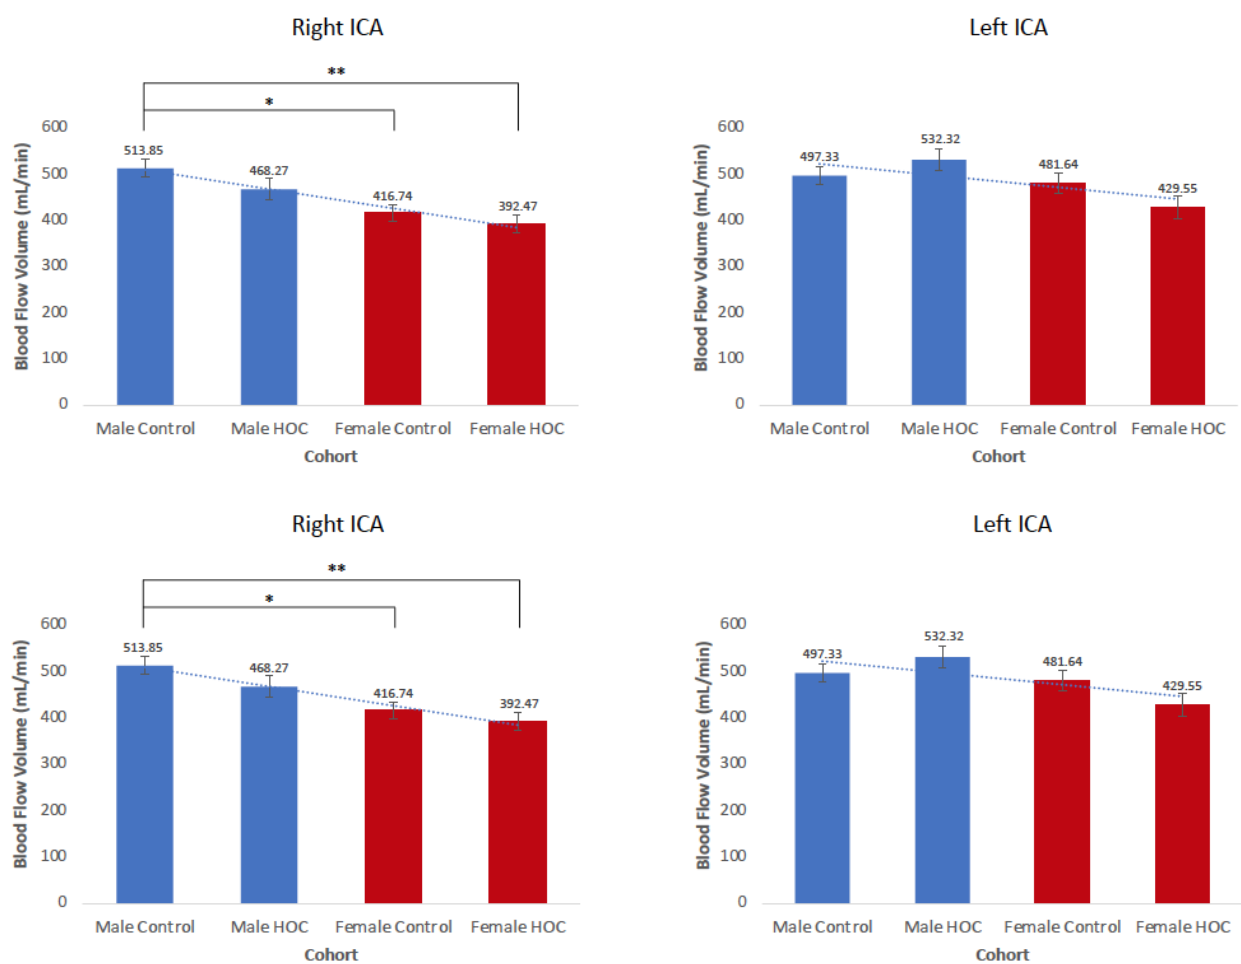 Right ICA
**
*
Blood Flow Volume (mL/min)
600
500
400
300
200
100
0
513.85
468.27
416.74
392.47
Male Control
Male HOC
Female Control
Female HOC
Cohort
Left ICA
Blood Flow Volume (mL/min)
600
500
400
300
200
100
0
497.33
532.32
481.64
429.55
Male Control
Male HOC
Female Control
Female HOC
Cohort
Right ICA
**
*
Blood Flow Volume (mL/min)
600
500
400
300
200
100
0
513.85
468.27
416.74
392.47
Male Control
Male HOC
Female Control
Female HOC
Cohort
Left ICA
Blood Flow Volume (mL/min)
600
500
400
300
200
100
0
497.33
532.32
481.64
429.55
Male Control
Male HOC
Female Control
Female HOC
Cohort